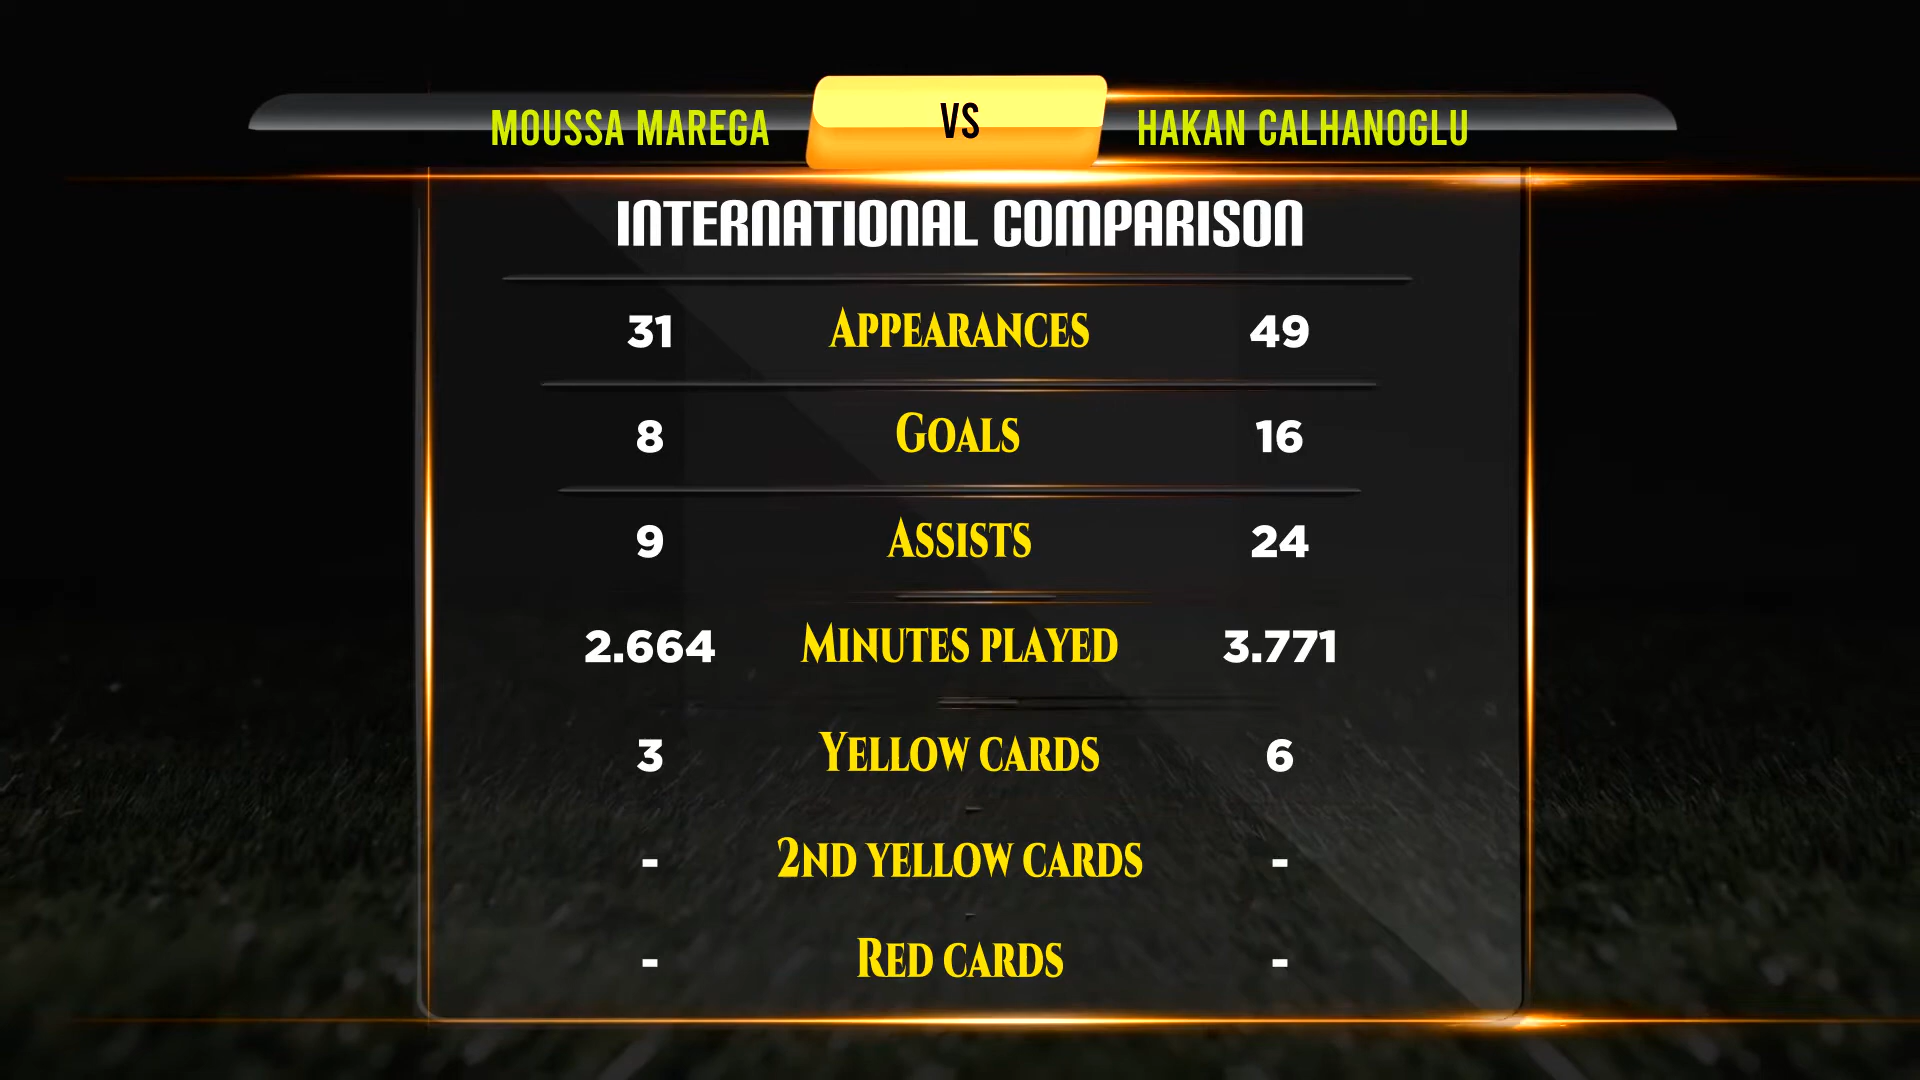 MOUSSA MAREGA VS HAKAN CALHANOGLU
INTERNATIONAL COMPARISON
31 APPEARANCES 49
8 GOALS 16
9 ASSISTS 24
2.664 MINUTES PLAYED 3.771
3 YELLOW CARDS 6
- 2ND YELLOW CARDS -
- RED CARDS -